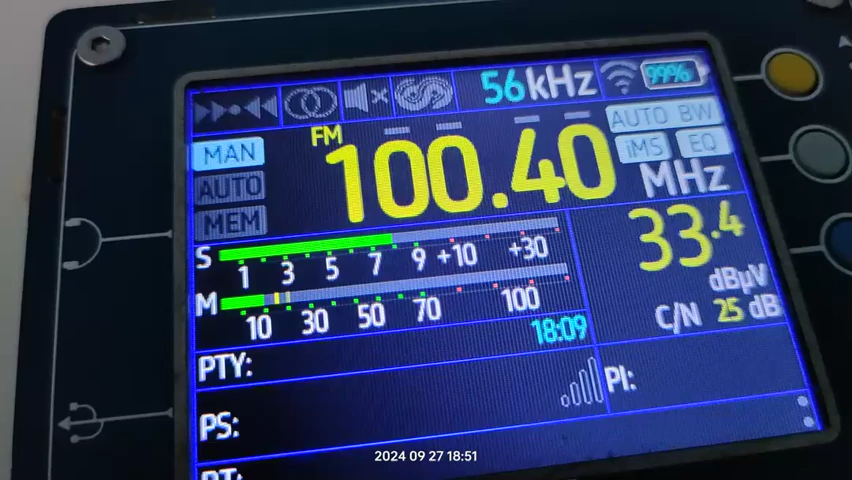 56kHz 99%
FM
AUTO BW
MAN
100.40
iMS EQ
AUTO
MHz
MEM
33.4
S
1 3 5 7 9 +10 +30
dBµV
M
10 30 50 70 100
C/N 25 dB
18:09
PTY:
PI:
PS:
RT:
2024 09 27 18:51